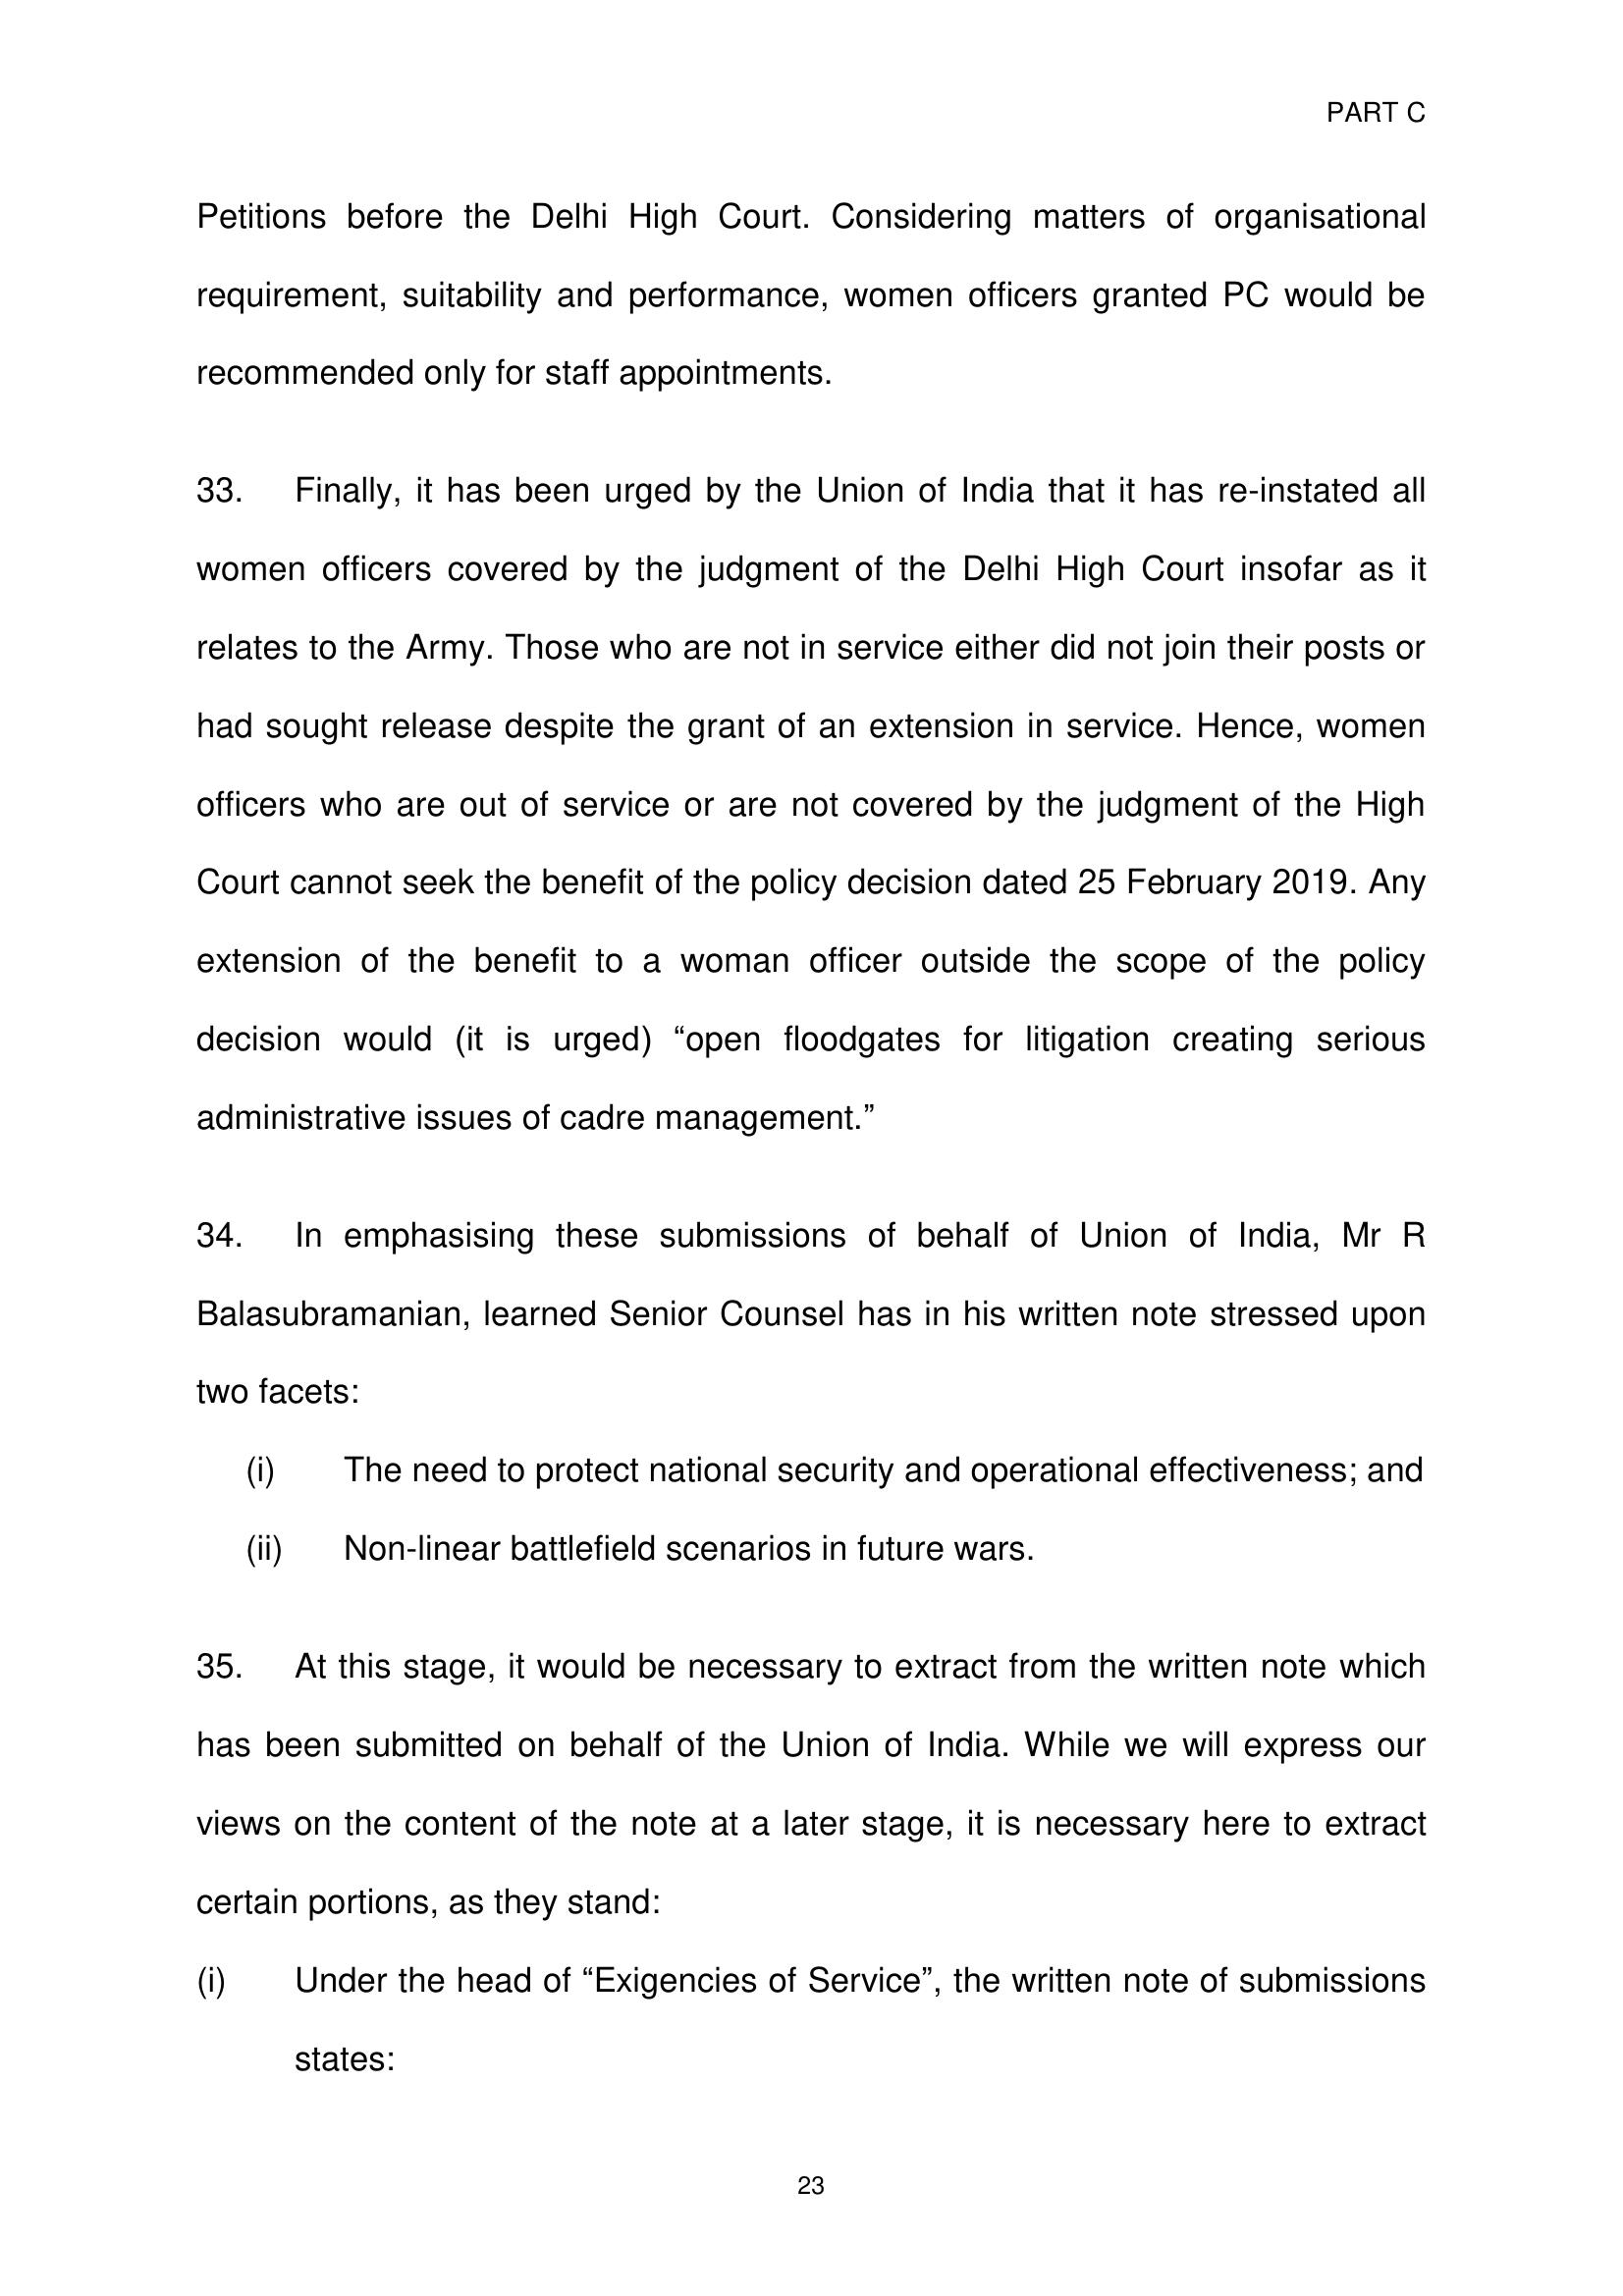 PART C
Petitions before the Delhi High Court. Considering matters of organisational
requirement, suitability and performance, women officers granted PC would be
recommended only for staff appointments.
33. Finally, it has been urged by the Union of India that it has re-instated all
women officers covered by the judgment of the Delhi High Court insofar as it
relates to the Army. Those who are not in service either did not join their posts or
had sought release despite the grant of an extension in service. Hence, women
officers who are out of service or are not covered by the judgment of the High
Court cannot seek the benefit of the policy decision dated 25 February 2019. Any
extension of the benefit to a woman officer outside the scope of the policy
decision would (it is urged) “open floodgates for litigation creating serious
administrative issues of cadre management.”
34. In emphasising these submissions of behalf of Union of India, Mr R
Balasubramanian, learned Senior Counsel has in his written note stressed upon
two facets:
(i) The need to protect national security and operational effectiveness; and
(ii) Non-linear battlefield scenarios in future wars.
35. At this stage, it would be necessary to extract from the written note which
has been submitted on behalf of the Union of India. While we will express our
views on the content of the note at a later stage, it is necessary here to extract
certain portions, as they stand:
(i) Under the head of “Exigencies of Service”, the written note of submissions
states:
23